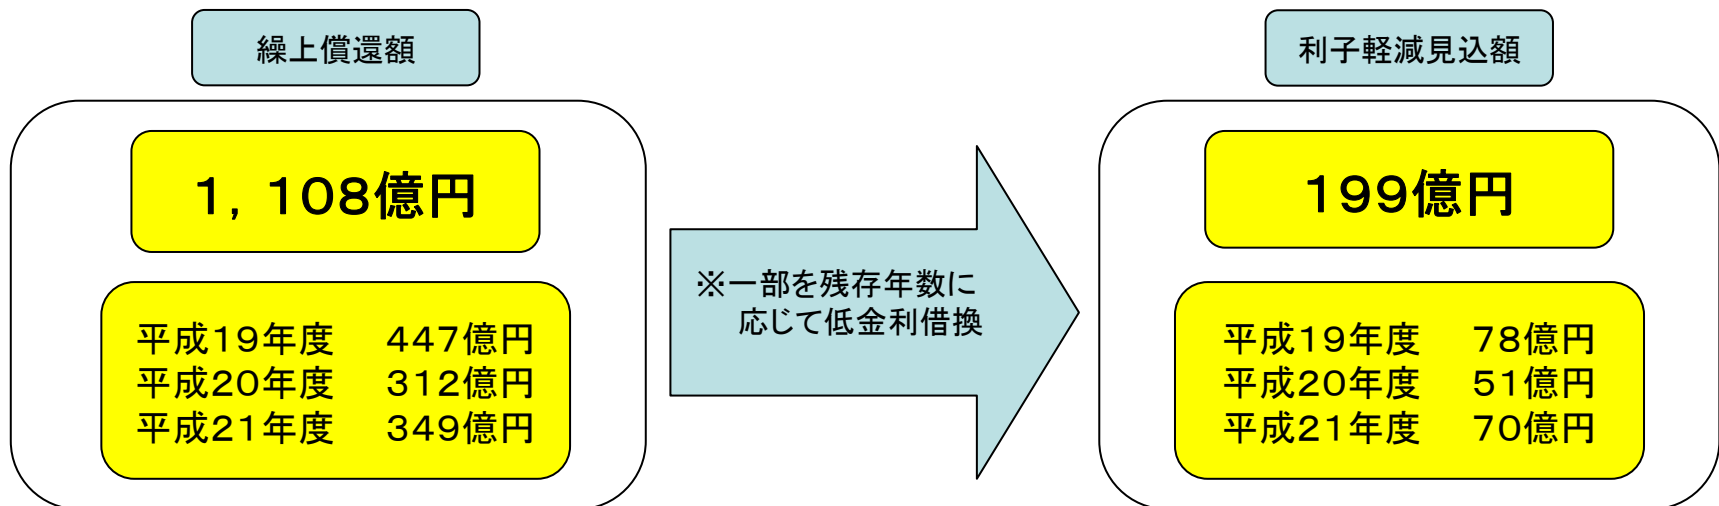 繰上償還額
1,108億円
平成19年度 447億円
平成20年度 312億円
平成21年度 349億円
※一部を残存年数に
応じて低金利借換
利子軽減見込額
199億円
平成19年度 78億円
平成20年度 51億円
平成21年度 70億円